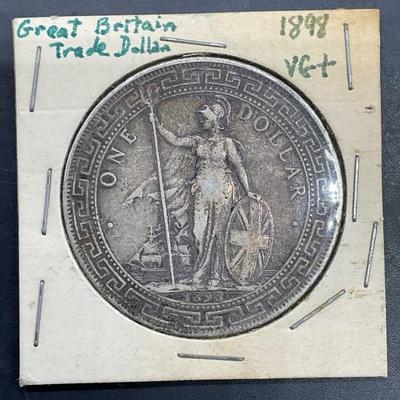 Great Britain
Trade Dollar
1898
VG+
ONE DOLLAR
1898